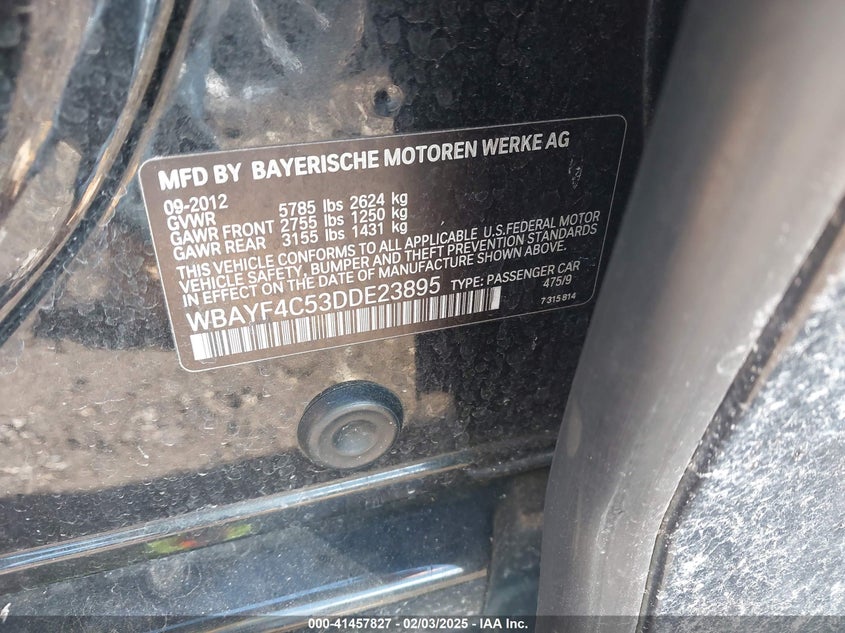 MFD BY BAYERISCHE MOTOREN WERKE AG
09-2012
GVWR 5785 lbs 2624 kg
GAWR FRONT 2755 lbs 1250 kg
GAWR REAR 3155 lbs 1431 kg
THIS VEHICLE CONFORMS TO ALL APPLICABLE U.S.FEDERAL MOTOR
VEHICLE SAFETY, BUMPER AND THEFT PREVENTION STANDARDS
IN EFFECT ON THE DATE OF MANUFACTURE SHOWN ABOVE.
WBAYF4C53DDE23895 TYPE: PASSENGER CAR
475/9
7 315 814
000-41457827 - 02/03/2025 - IAA Inc.